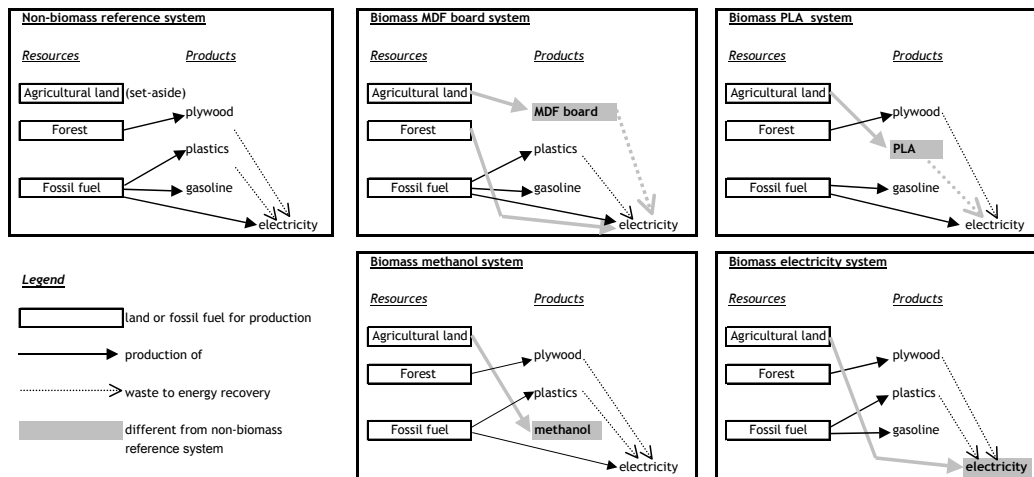 Non-biomass reference system
Resources Products
Agricultural land (set-aside)
plywood
Forest
plastics
Fossil fuel gasoline
electricity
Biomass MDF board system
Resources Products
Agricultural land
MDF board
Forest
plastics
Fossil fuel gasoline
electricity
Biomass PLA system
Resources Products
Agricultural land
plywood
Forest
PLA
Fossil fuel gasoline
electricity
Legend
land or fossil fuel for production
production of
waste to energy recovery
different from non-biomass
reference system
Biomass methanol system
Resources Products
Agricultural land
plywood
Forest
plastics
Fossil fuel methanol
electricity
Biomass electricity system
Resources Products
Agricultural land
plywood
Forest
plastics
Fossil fuel gasoline
electricity